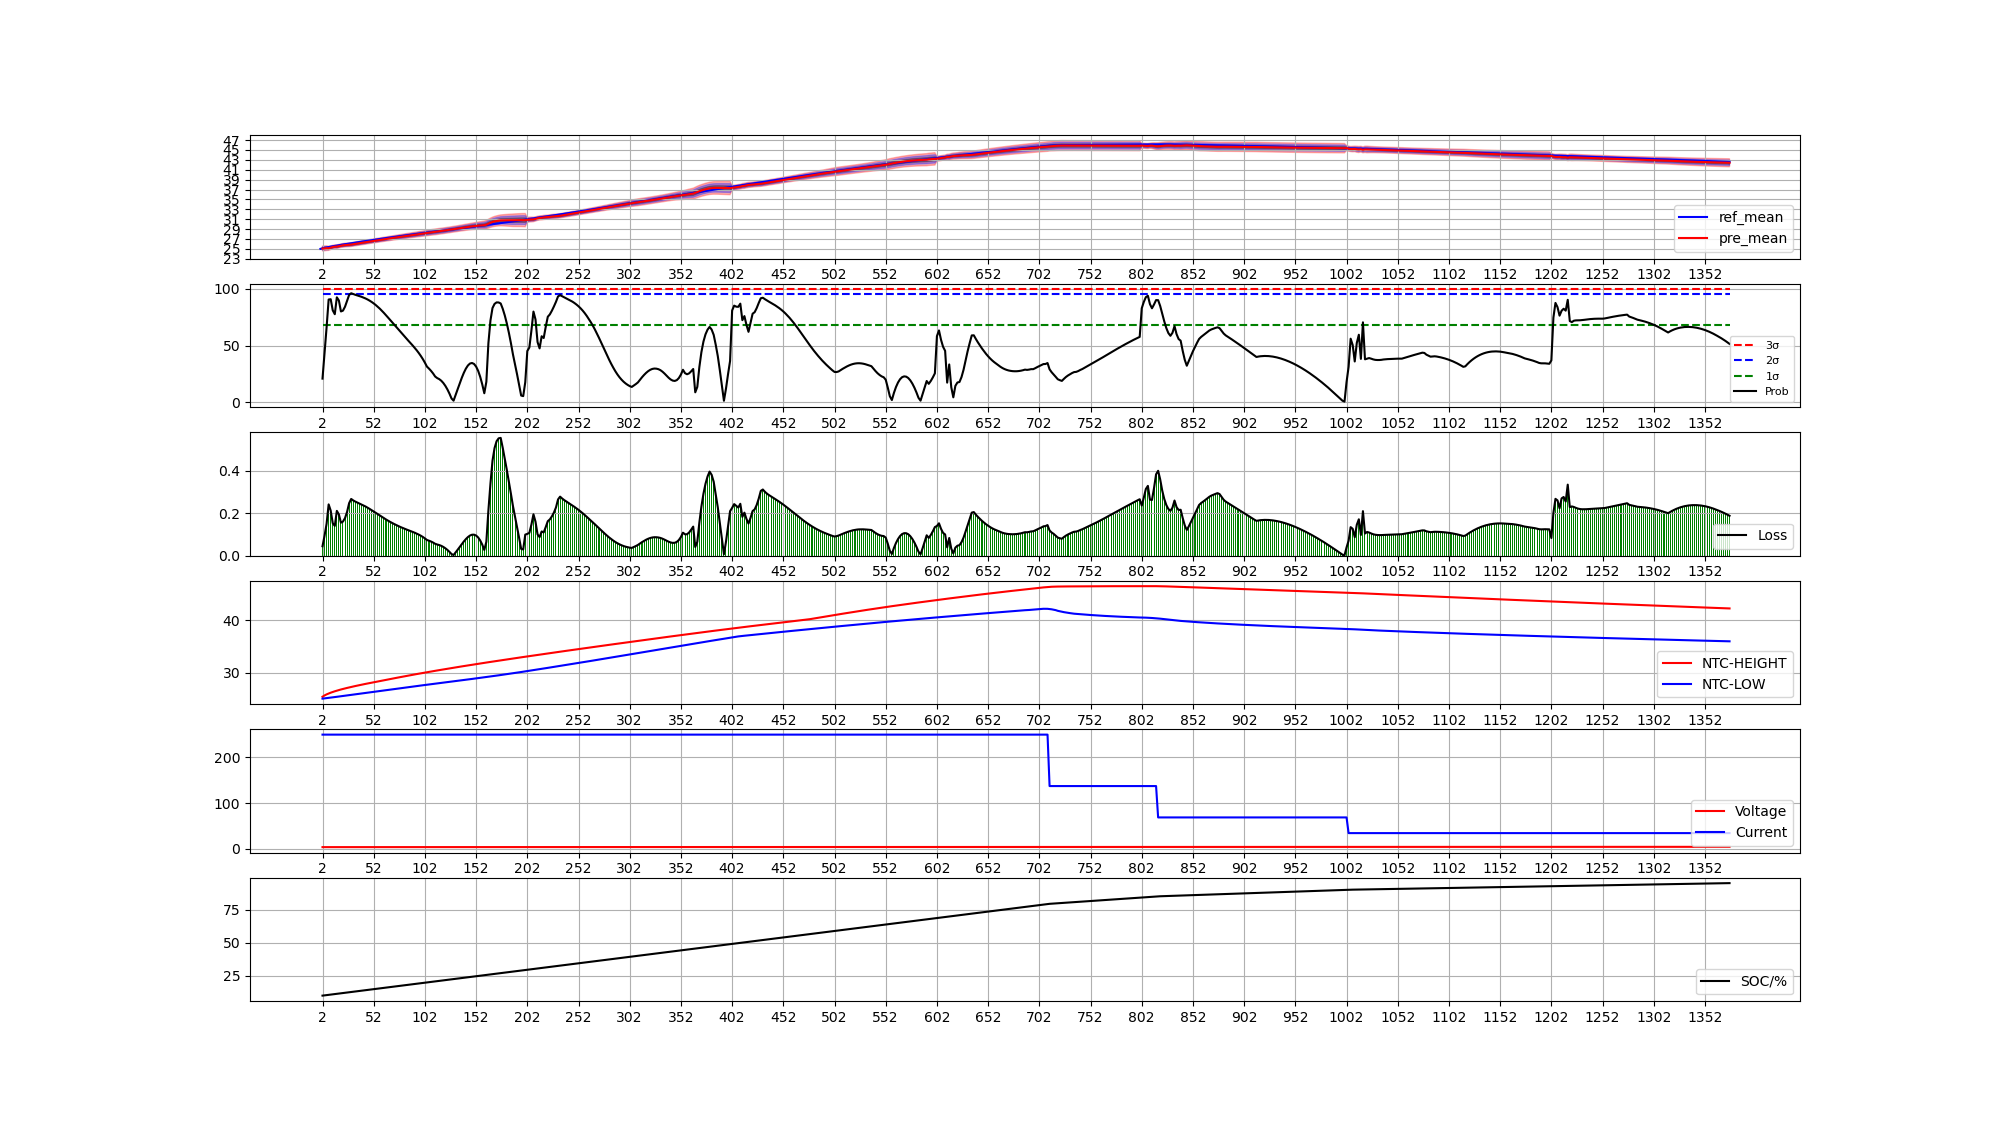 47
45
43
41
39
37
35
33
31
29
27
25
23
ref_mean
pre_mean
2 52 102 152 202 252 302 352 402 452 502 552 602 652 702 752 802 852 902 952 1002 1052 1102 1152 1202 1252 1302 1352
100
50
0
3σ
2σ
1σ
Prob
2 52 102 152 202 252 302 352 402 452 502 552 602 652 702 752 802 852 902 952 1002 1052 1102 1152 1202 1252 1302 1352
0.4
0.2
0.0
Loss
2 52 102 152 202 252 302 352 402 452 502 552 602 652 702 752 802 852 902 952 1002 1052 1102 1152 1202 1252 1302 1352
40
30
NTC-HEIGHT
NTC-LOW
2 52 102 152 202 252 302 352 402 452 502 552 602 652 702 752 802 852 902 952 1002 1052 1102 1152 1202 1252 1302 1352
200
100
0
Voltage
Current
2 52 102 152 202 252 302 352 402 452 502 552 602 652 702 752 802 852 902 952 1002 1052 1102 1152 1202 1252 1302 1352
75
50
25
SOC/%
2 52 102 152 202 252 302 352 402 452 502 552 602 652 702 752 802 852 902 952 1002 1052 1102 1152 1202 1252 1302 1352